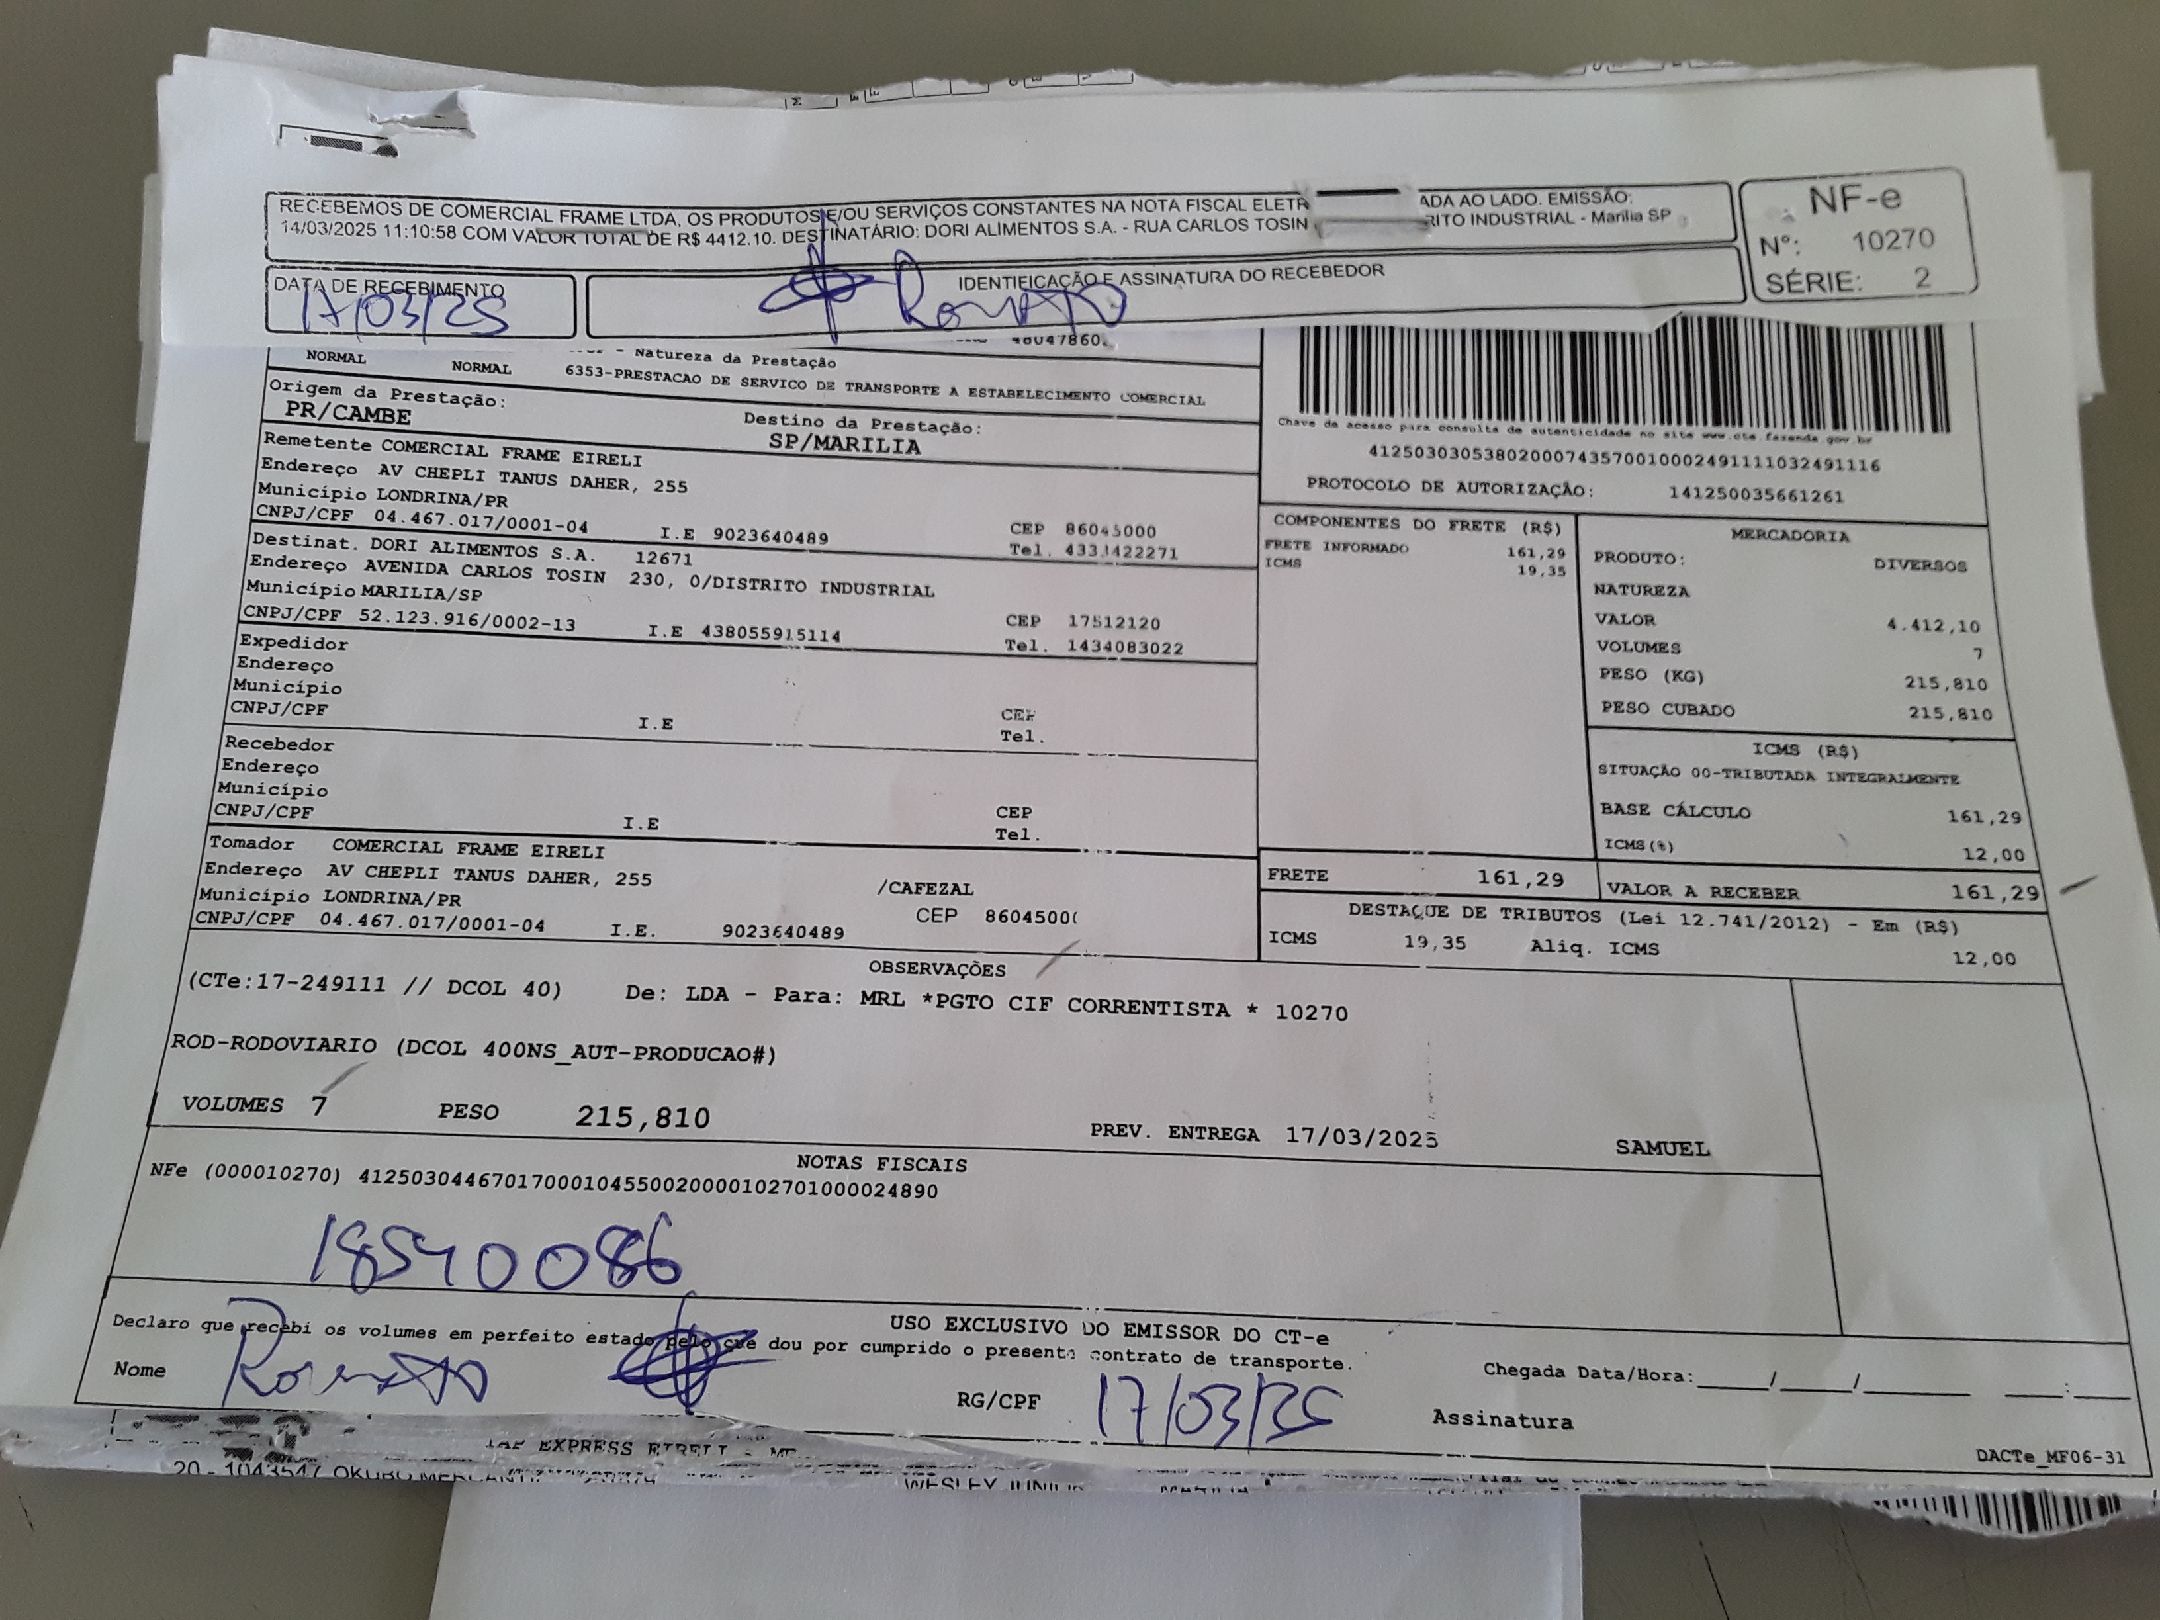 RECEBEMOS DE COMERCIAL FRAME LTDA, OS PRODUTOS E/OU SERVIÇOS CONSTANTES NA NOTA FISCAL ELETR ADA AO LADO. EMISSÃO:
14/03/2025 11:10:58 COM VALOR TOTAL DE R$ 4412.10. DESTINATÁRIO: DORI ALIMENTOS S.A. - RUA CARLOS TOSIN RITO INDUSTRIAL - Marilia SP
NF-e
Nº: 10270
SÉRIE: 2
DATA DE RECEBIMENTO
17/03/25
IDENTIFICAÇÃO E ASSINATURA DO RECEBEDOR
NORMAL NORMAL - Natureza da Prestação
6353-PRESTACAO DE SERVICO DE TRANSPORTE A ESTABELECIMENTO COMERCIAL
Origem da Prestação: Destino da Prestação:
PR/CAMBE SP/MARILIA
Remetente COMERCIAL FRAME EIRELI
Endereço AV CHEPLI TANUS DAHER, 255
Município LONDRINA/PR CEP 86045000
CNPJ/CPF 04.467.017/0001-04 I.E 9023640489 Tel. 4331422271
Destinat. DORI ALIMENTOS S.A. 12671
Endereço AVENIDA CARLOS TOSIN 230, 0/DISTRITO INDUSTRIAL
Município MARILIA/SP CEP 17512120
CNPJ/CPF 52.123.916/0002-13 I.E 438055915114 Tel. 1434083022
Expedidor
Endereço
Município CEP
CNPJ/CPF I.E Tel.
Recebedor
Endereço
Município CEP
CNPJ/CPF I.E Tel.
Tomador COMERCIAL FRAME EIRELI
Endereço AV CHEPLI TANUS DAHER, 255 /CAFEZAL
Município LONDRINA/PR CEP 8604500
CNPJ/CPF 04.467.017/0001-04 I.E. 9023640489
Chave de acesso para consulta de autenticidade no site www.cte.fazenda.gov.br
41250303053802000743570010002491111032491116
PROTOCOLO DE AUTORIZAÇÃO: 141250035661261
COMPONENTES DO FRETE (R$)
FRETE INFORMADO 161,29
ICMS 19,35
MERCADORIA
PRODUTO: DIVERSOS
NATUREZA
VALOR 4.412,10
VOLUMES 7
PESO (KG) 215,810
PESO CUBADO 215,810
ICMS (R$)
SITUAÇÃO 00-TRIBUTADA INTEGRALMENTE
BASE CÁLCULO 161,29
ICMS(%) 12,00
FRETE 161,29 VALOR A RECEBER 161,29
DESTAQUE DE TRIBUTOS (Lei 12.741/2012) - Em (R$)
ICMS 19,35 Aliq. ICMS 12,00
OBSERVAÇÕES
(CTe:17-249111 // DCOL 40) De: LDA - Para: MRL *PGTO CIF CORRENTISTA * 10270
ROD-RODOVIARIO (DCOL 400NS_AUT-PRODUCAO#)
VOLUMES 7 PESO 215,810 PREV. ENTREGA 17/03/2025 SAMUEL
NOTAS FISCAIS
NFe (000010270) 41250304467017000104550020000102701000024890
18540086
USO EXCLUSIVO DO EMISSOR DO CT-e
Declaro que recebi os volumes em perfeito estado pelo que dou por cumprido o presente contrato de transporte.
Nome RG/CPF 17/03/25 Assinatura
Chegada Data/Hora:____/____/______ ___:___
DACTe_MF06-31
EXPRESS EIRELI - ME